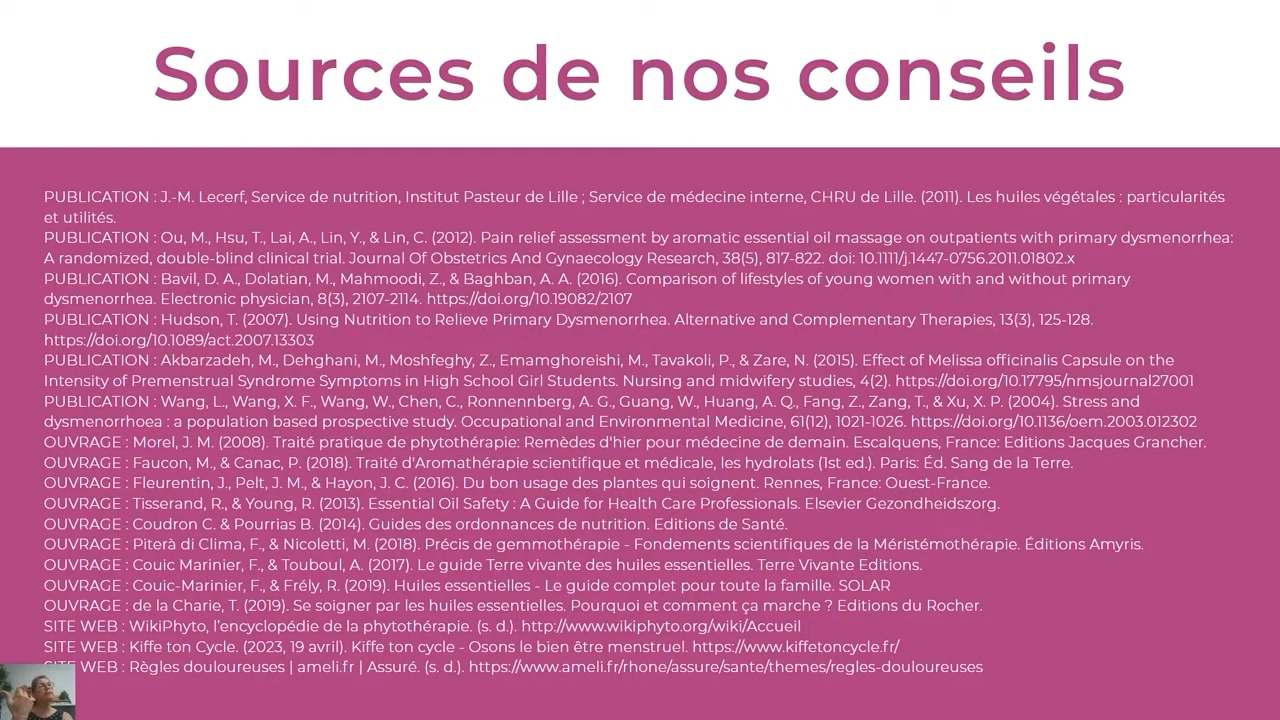 Sources de nos conseils
PUBLICATION : J.-M. Lecerf, Service de nutrition, Institut Pasteur de Lille ; Service de médecine interne, CHRU de Lille. (2011). Les huiles végétales : particularités
et utilités.
PUBLICATION : Ou, M., Hsu, T., Lai, A., Lin, Y., & Lin, C. (2012). Pain relief assessment by aromatic essential oil massage on outpatients with primary dysmenorrhea:
A randomized, double-blind clinical trial. Journal Of Obstetrics And Gynaecology Research, 38(5), 817-822. doi: 10.1111/j.1447-0756.2011.01802.x
PUBLICATION : Bavil, D. A., Dolatian, M., Mahmoodi, Z., & Baghban, A. A. (2016). Comparison of lifestyles of young women with and without primary
dysmenorrhea. Electronic physician, 8(3), 2107-2114. https://doi.org/10.19082/2107
PUBLICATION : Hudson, T. (2007). Using Nutrition to Relieve Primary Dysmenorrhea. Alternative and Complementary Therapies, 13(3), 125-128.
https://doi.org/10.1089/act.2007.13303
PUBLICATION : Akbarzadeh, M., Dehghani, M., Moshfeghy, Z., Emamghoreishi, M., Tavakoli, P., & Zare, N. (2015). Effect of Melissa officinalis Capsule on the
Intensity of Premenstrual Syndrome Symptoms in High School Girl Students. Nursing and midwifery studies, 4(2). https://doi.org/10.17795/nmsjournal27001
PUBLICATION : Wang, L., Wang, X. F., Wang, W., Chen, C., Ronnennberg, A. G., Guang, W., Huang, A. Q., Fang, Z., Zang, T., & Xu, X. P. (2004). Stress and
dysmenorrhoea : a population based prospective study. Occupational and Environmental Medicine, 61(12), 1021-1026. https://doi.org/10.1136/oem.2003.012302
OUVRAGE : Morel, J. M. (2008). Traité pratique de phytothérapie: Remèdes d'hier pour médecine de demain. Escalquens, France: Editions Jacques Grancher.
OUVRAGE : Faucon, M., & Canac, P. (2018). Traité d'Aromathérapie scientifique et médicale, les hydrolats (1st ed.). Paris: Éd. Sang de la Terre.
OUVRAGE : Fleurentin, J., Pelt, J. M., & Hayon, J. C. (2016). Du bon usage des plantes qui soignent. Rennes, France: Ouest-France.
OUVRAGE : Tisserand, R., & Young, R. (2013). Essential Oil Safety : A Guide for Health Care Professionals. Elsevier Gezondheidszorg.
OUVRAGE : Coudron C. & Pourrias B. (2014). Guides des ordonnances de nutrition. Editions de Santé.
OUVRAGE : Piterà di Clima, F., & Nicoletti, M. (2018). Précis de gemmothérapie - Fondements scientifiques de la Méristémothérapie. Éditions Amyris.
OUVRAGE : Couic Marinier, F., & Touboul, A. (2017). Le guide Terre vivante des huiles essentielles. Terre Vivante Editions.
OUVRAGE : Couic-Marinier, F., & Frély, R. (2019). Huiles essentielles - Le guide complet pour toute la famille. SOLAR
OUVRAGE : de la Charie, T. (2019). Se soigner par les huiles essentielles. Pourquoi et comment ça marche ? Editions du Rocher.
SITE WEB : WikiPhyto, l'encyclopédie de la phytothérapie. (s. d.). http://www.wikiphyto.org/wiki/Accueil
SITE WEB : Kiffe ton Cycle. (2023, 19 avril). Kiffe ton cycle - Osons le bien être menstruel. https://www.kiffetoncycle.fr/
SITE WEB : Règles douloureuses | ameli.fr | Assuré. (s. d.). https://www.ameli.fr/rhone/assure/sante/themes/regles-douloureuses